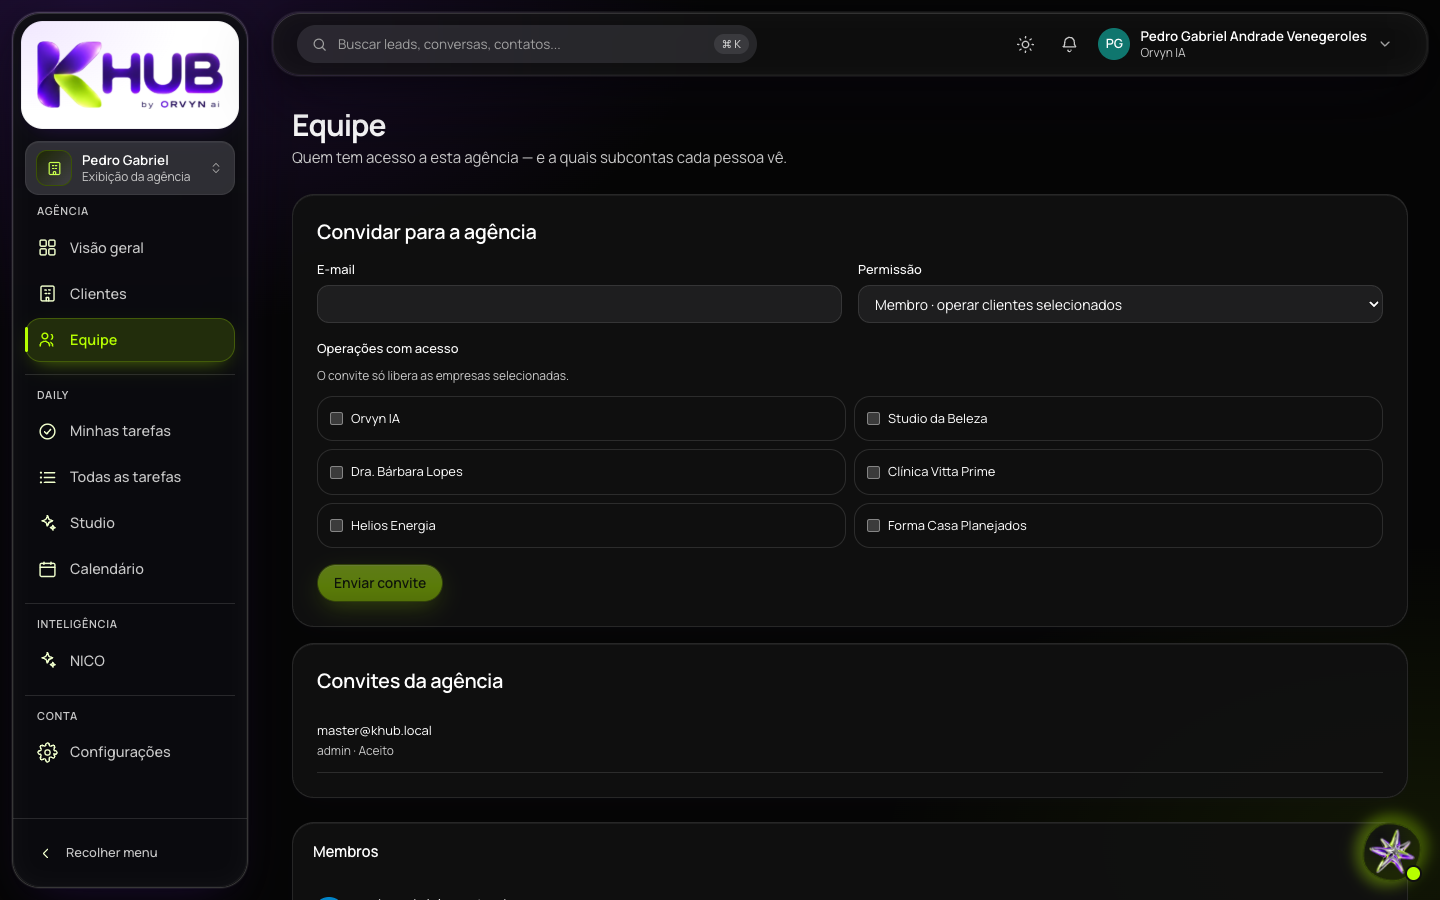 KHUB
by ORVYN ai
Buscar leads, conversas, contatos...
⌘ K
PG
Pedro Gabriel Andrade Venegeroles
Orvyn IA
Pedro Gabriel
Exibição da agência
AGÊNCIA
Visão geral
Clientes
Equipe
DAILY
Minhas tarefas
Todas as tarefas
Studio
Calendário
INTELIGÊNCIA
NICO
CONTA
Configurações
Recolher menu
Equipe
Quem tem acesso a esta agência — e a quais subcontas cada pessoa vê.
Convidar para a agência
E-mail
Permissão
Membro · operar clientes selecionados
Operações com acesso
O convite só libera as empresas selecionadas.
Orvyn IA
Studio da Beleza
Dra. Bárbara Lopes
Clínica Vitta Prime
Helios Energia
Forma Casa Planejados
Enviar convite
Convites da agência
master@khub.local
admin · Aceito
Membros